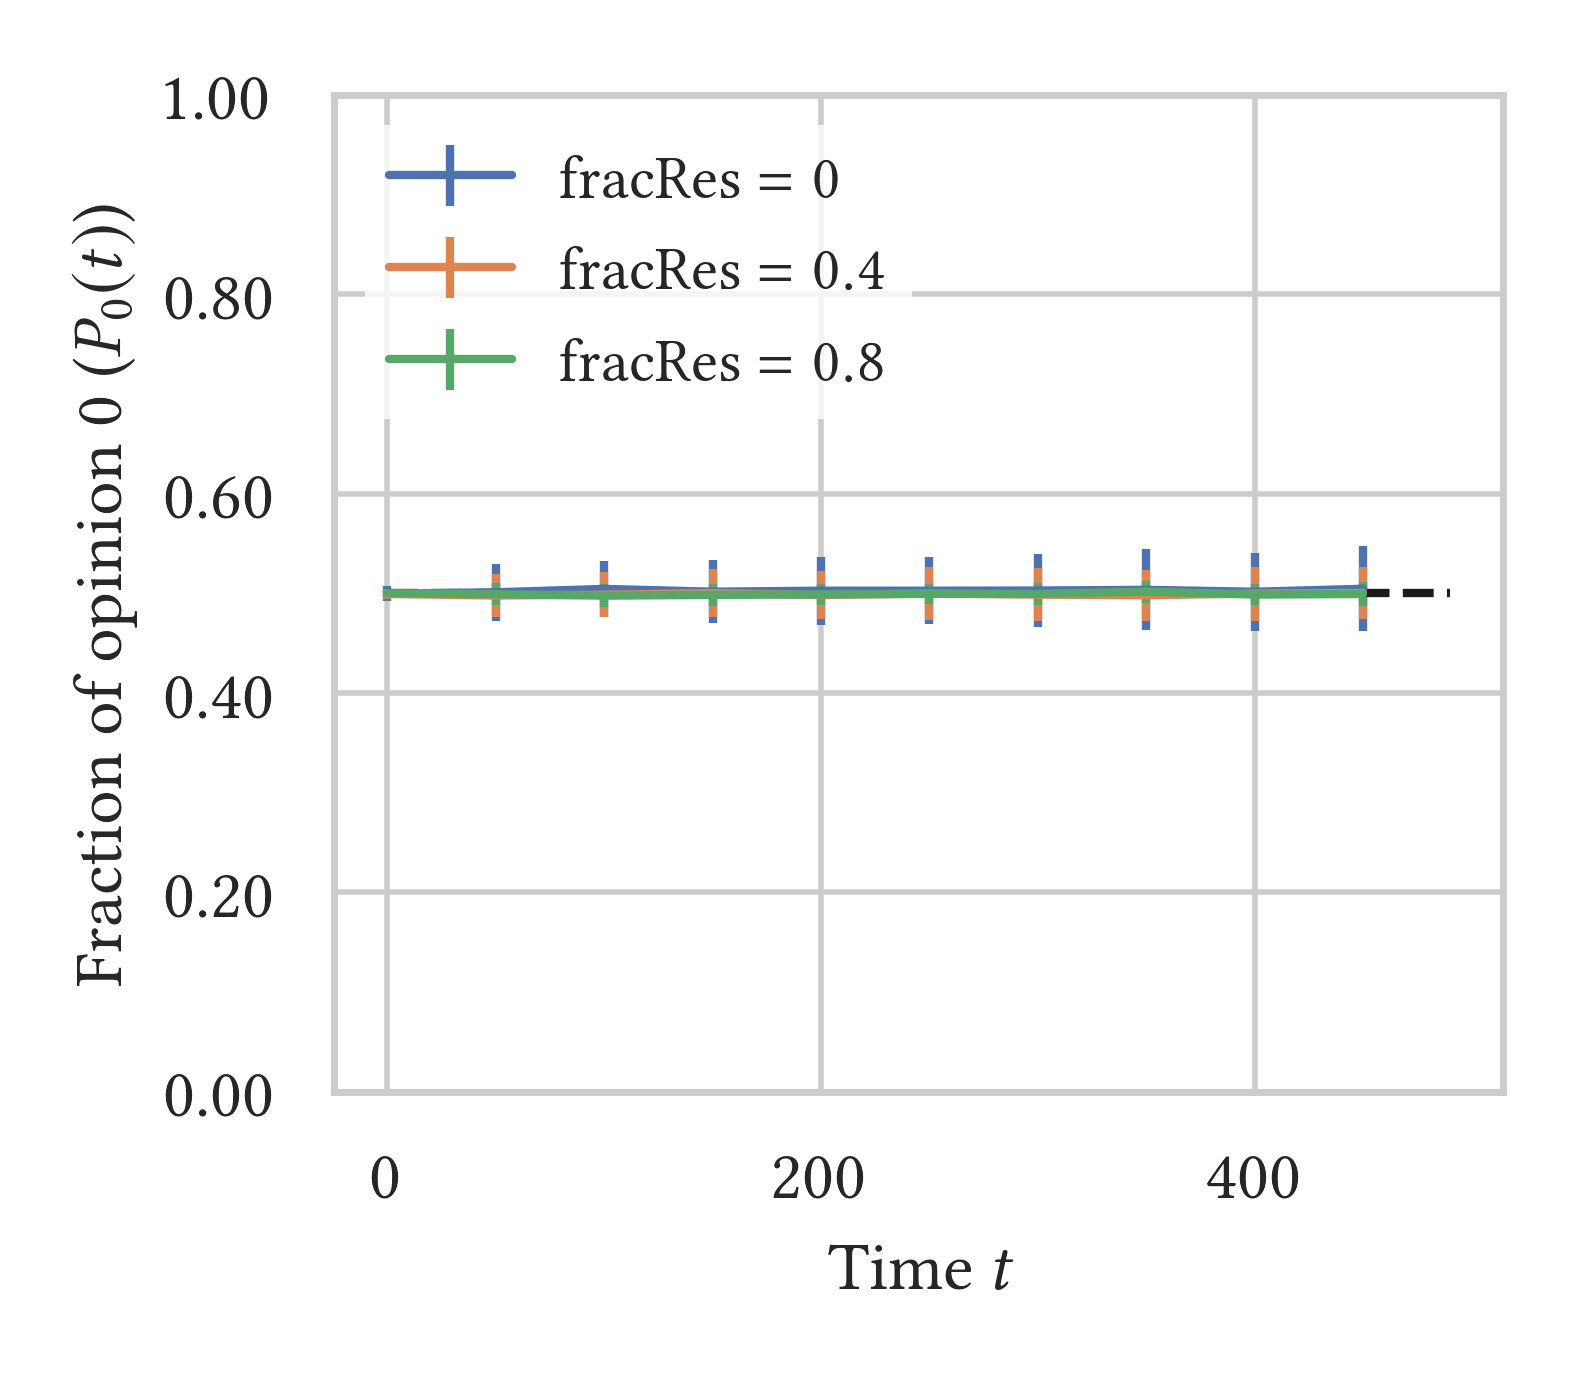 1.00
0.80
0.60
0.40
0.20
0.00
Fraction of opinion 0 (P₀(t))
fracRes = 0
fracRes = 0.4
fracRes = 0.8
0 200 400
Time t